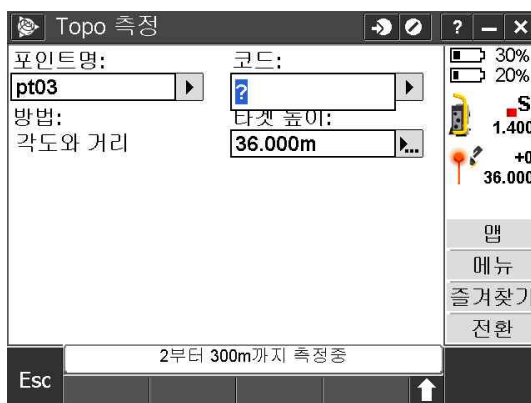 Topo 측정
? – ×
포인트명:
코드:
pt03
?
방법:
타겟 높이:
각도와 거리
36.000m
...
30%
20%
S
1.400
+0
36.000
맵
메뉴
즐겨찾기
전환
2부터 300m까지 측정중
Esc